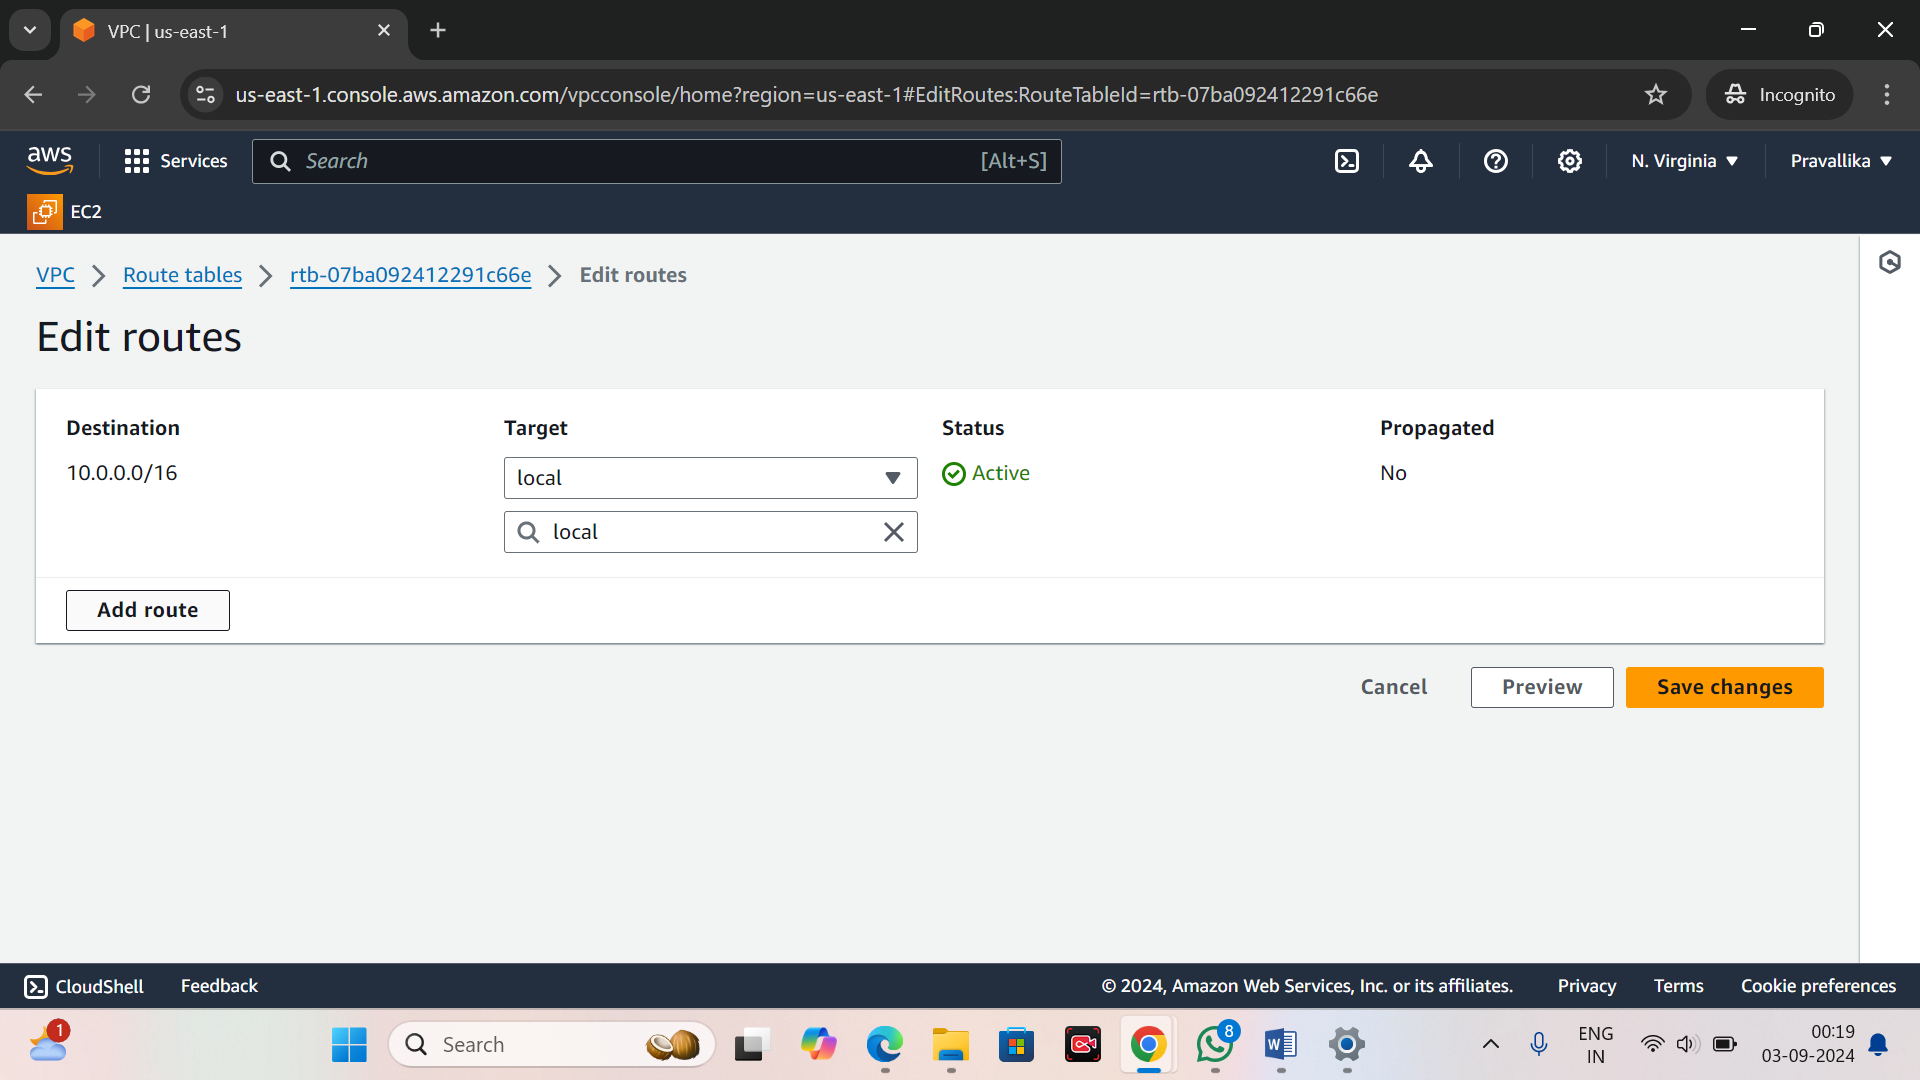 VPC | us-east-1
us-east-1.console.aws.amazon.com/vpcconsole/home?region=us-east-1#EditRoutes:RouteTableId=rtb-07ba092412291c66e
Incognito
aws
Services
Search
[Alt+S]
N. Virginia
Pravallika
EC2
VPC
Route tables
rtb-07ba092412291c66e
Edit routes
Edit routes
Destination
Target
Status
Propagated
10.0.0.0/16
local
Active
No
local
Add route
Cancel
Preview
Save changes
CloudShell
Feedback
© 2024, Amazon Web Services, Inc. or its affiliates.
Privacy
Terms
Cookie preferences
1
Search
8
W
ENG
IN
00:19
03-09-2024